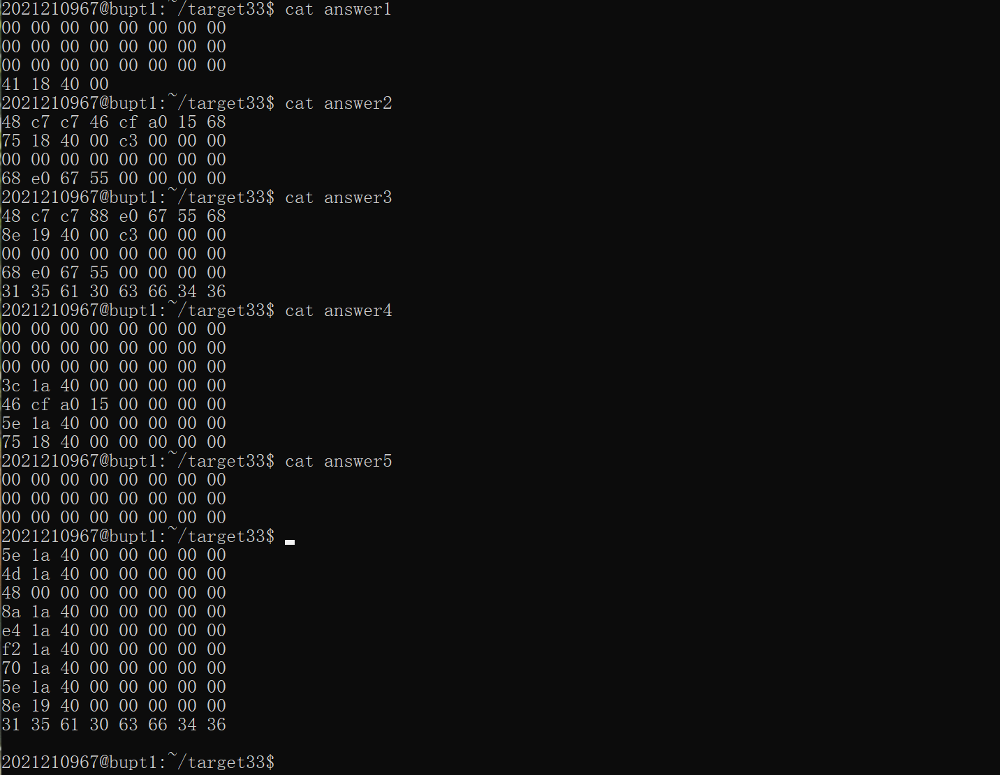 2021210967@bupt1:~/target33$ cat answer1
00 00 00 00 00 00 00 00
00 00 00 00 00 00 00 00
00 00 00 00 00 00 00 00
41 18 40 00
2021210967@bupt1:~/target33$ cat answer2
48 c7 c7 46 cf a0 15 68
75 18 40 00 c3 00 00 00
00 00 00 00 00 00 00 00
68 e0 67 55 00 00 00 00
2021210967@bupt1:~/target33$ cat answer3
48 c7 c7 88 e0 67 55 68
8e 19 40 00 c3 00 00 00
00 00 00 00 00 00 00 00
68 e0 67 55 00 00 00 00
31 35 61 30 63 66 34 36
2021210967@bupt1:~/target33$ cat answer4
00 00 00 00 00 00 00 00
00 00 00 00 00 00 00 00
00 00 00 00 00 00 00 00
3c 1a 40 00 00 00 00 00
46 cf a0 15 00 00 00 00
5e 1a 40 00 00 00 00 00
75 18 40 00 00 00 00 00
2021210967@bupt1:~/target33$ cat answer5
00 00 00 00 00 00 00 00
00 00 00 00 00 00 00 00
00 00 00 00 00 00 00 00
2021210967@bupt1:~/target33$
5e 1a 40 00 00 00 00 00
4d 1a 40 00 00 00 00 00
48 00 00 00 00 00 00 00
8a 1a 40 00 00 00 00 00
e4 1a 40 00 00 00 00 00
f2 1a 40 00 00 00 00 00
70 1a 40 00 00 00 00 00
5e 1a 40 00 00 00 00 00
8e 19 40 00 00 00 00 00
31 35 61 30 63 66 34 36
2021210967@bupt1:~/target33$